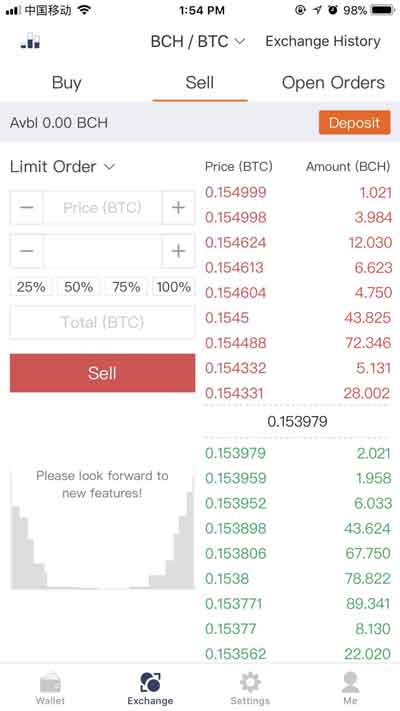 中国移动 1:54 PM 98%
BCH / BTC Exchange History
Buy Sell Open Orders
Avbl 0.00 BCH Deposit
Limit Order
Price (BTC)
25% 50% 75% 100%
Total (BTC)
Sell
Please look forward to
new features!
Price (BTC) Amount (BCH)
0.154999 1.021
0.154998 3.984
0.154624 12.030
0.154613 6.623
0.154604 4.750
0.1545 43.825
0.154488 72.346
0.154332 5.131
0.154331 28.002
0.153979
0.153979 2.021
0.153959 1.958
0.153952 6.033
0.153898 43.624
0.153806 67.750
0.1538 78.822
0.153771 89.341
0.15377 8.130
0.153562 22.020
Wallet Exchange Settings Me